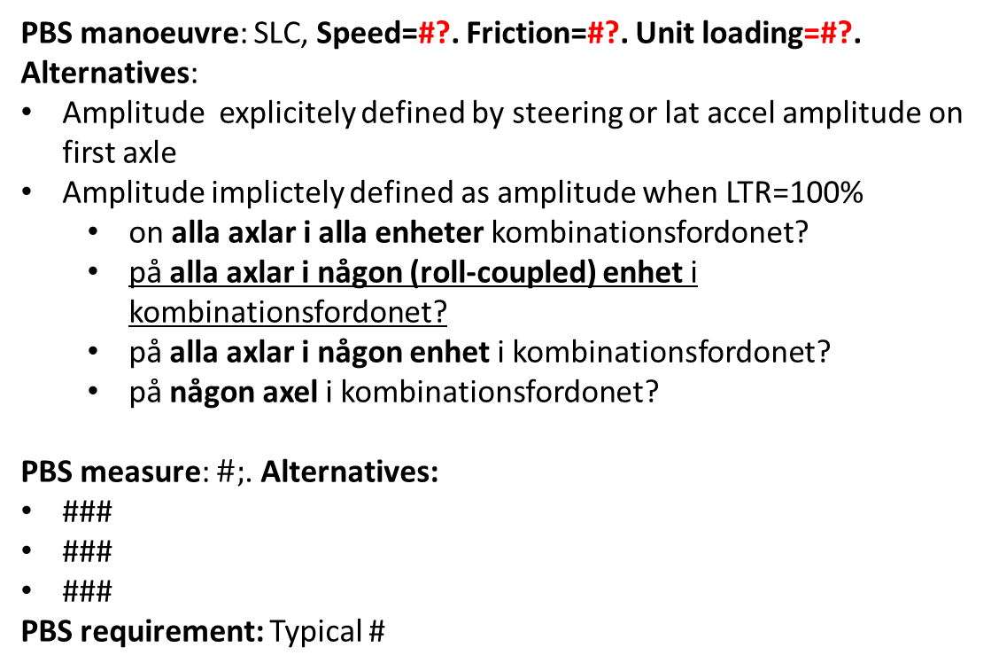 PBS manoeuvre: SLC, Speed=#?. Friction=#?. Unit loading=#?.
Alternatives:
• Amplitude explicitely defined by steering or lat accel amplitude on
first axle
• Amplitude implictely defined as amplitude when LTR=100%
• on alla axlar i alla enheter kombinationsfordonet?
• på alla axlar i någon (roll-coupled) enhet i
kombinationsfordonet?
• på alla axlar i någon enhet i kombinationsfordonet?
• på någon axel i kombinationsfordonet?
PBS measure: #;. Alternatives:
• ###
• ###
• ###
PBS requirement: Typical #